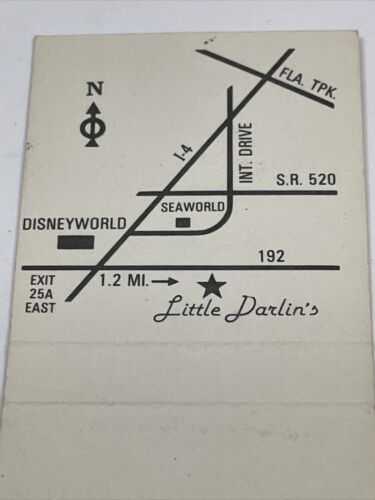 N
FLA. TPK.
I-4
INT. DRIVE
S.R. 520
SEAWORLD
DISNEYWORLD
192
EXIT
25A
EAST
1.2 MI.
Little Darlin's